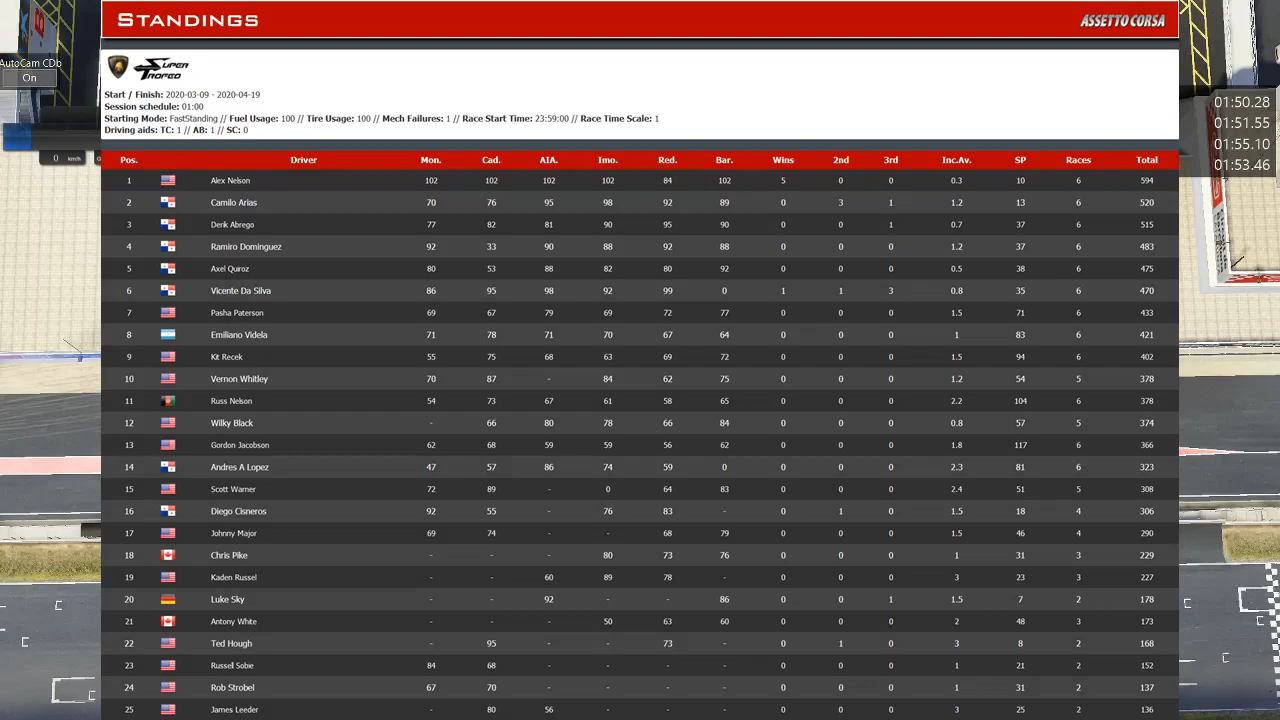 STANDINGS
ASSETTO CORSA
AutoCam CDb
On
SUPER
TROFEO
Start / Finish: 2020-03-09 - 2020-04-19
Session schedule: 01:00
Starting Mode: FastStanding // Fuel Usage: 100 // Tire Usage: 100 // Mech Failures: 1 // Race Start Time: 23:59:00 // Race Time Scale: 1
Driving aids: TC: 1 // AB: 1 // SC: 0
01:50.28
01:51.55
01:55.10
01:53.46
0 km/h
Pos. Driver Mon. Cad. AIA. Imo. Red. Bar. Wins 2nd 3rd Inc.Av. SP Races Total
1 Alex Nelson 102 102 102 102 84 102 5 0 0 0.3 10 6 594
2 Camilo Arias 70 76 95 98 92 89 0 3 1 1.2 13 6 520
3 Derik Abrego 77 82 81 90 95 90 0 0 1 0.7 37 6 515
4 Ramiro Dominguez 92 33 90 88 92 88 0 0 0 1.2 37 6 483
5 Axel Quroz 80 53 88 82 80 92 0 0 0 0.5 38 6 475
6 Vicente Da Silva 86 95 98 92 99 0 1 1 3 0.8 35 6 470
7 Pasha Paterson 69 67 79 69 72 77 0 0 0 1.5 71 6 433
8 Emiliano Videla 71 78 71 70 67 64 0 0 0 1 83 6 421
9 Kit Recek 55 75 68 63 69 72 0 0 0 1.5 94 6 402
10 Vernon Whitley 70 87 - 84 62 75 0 0 0 1.2 54 5 378
11 Russ Nelson 54 73 67 61 58 65 0 0 0 2.2 104 6 378
12 Wilky Black - 66 80 78 66 84 0 0 0 0.8 57 5 374
13 Gordon Jacobson 62 68 59 59 56 62 0 0 0 1.8 117 6 366
14 Andres A Lopez 47 57 86 74 59 0 0 0 0 2.3 81 6 323
15 Scott Warner 72 89 - 0 64 83 0 0 0 2.4 51 5 308
16 Diego Cisneros 92 55 - 76 83 - 0 1 0 1.5 18 4 306
17 Johnny Major 69 74 - - 68 79 0 0 0 1.5 46 4 290
18 Chris Pike - - - 80 73 76 0 0 0 1 31 3 229
19 Kaden Russel - - 60 89 78 - 0 0 0 3 23 3 227
20 Luke Sky - - 92 - - 86 0 0 1 1.5 7 2 178
21 Antony White - - - 50 63 60 0 0 0 2 48 3 173
22 Ted Hough - 95 - - 73 - 0 1 0 3 8 2 168
23 Russell Sobie 84 68 - - - - 0 0 0 1 21 2 152
24 Rob Strobel 67 70 - - - - 0 0 0 1 31 2 137
25 James Leeder - 80 56 - - - 0 0 0 3 25 2 136